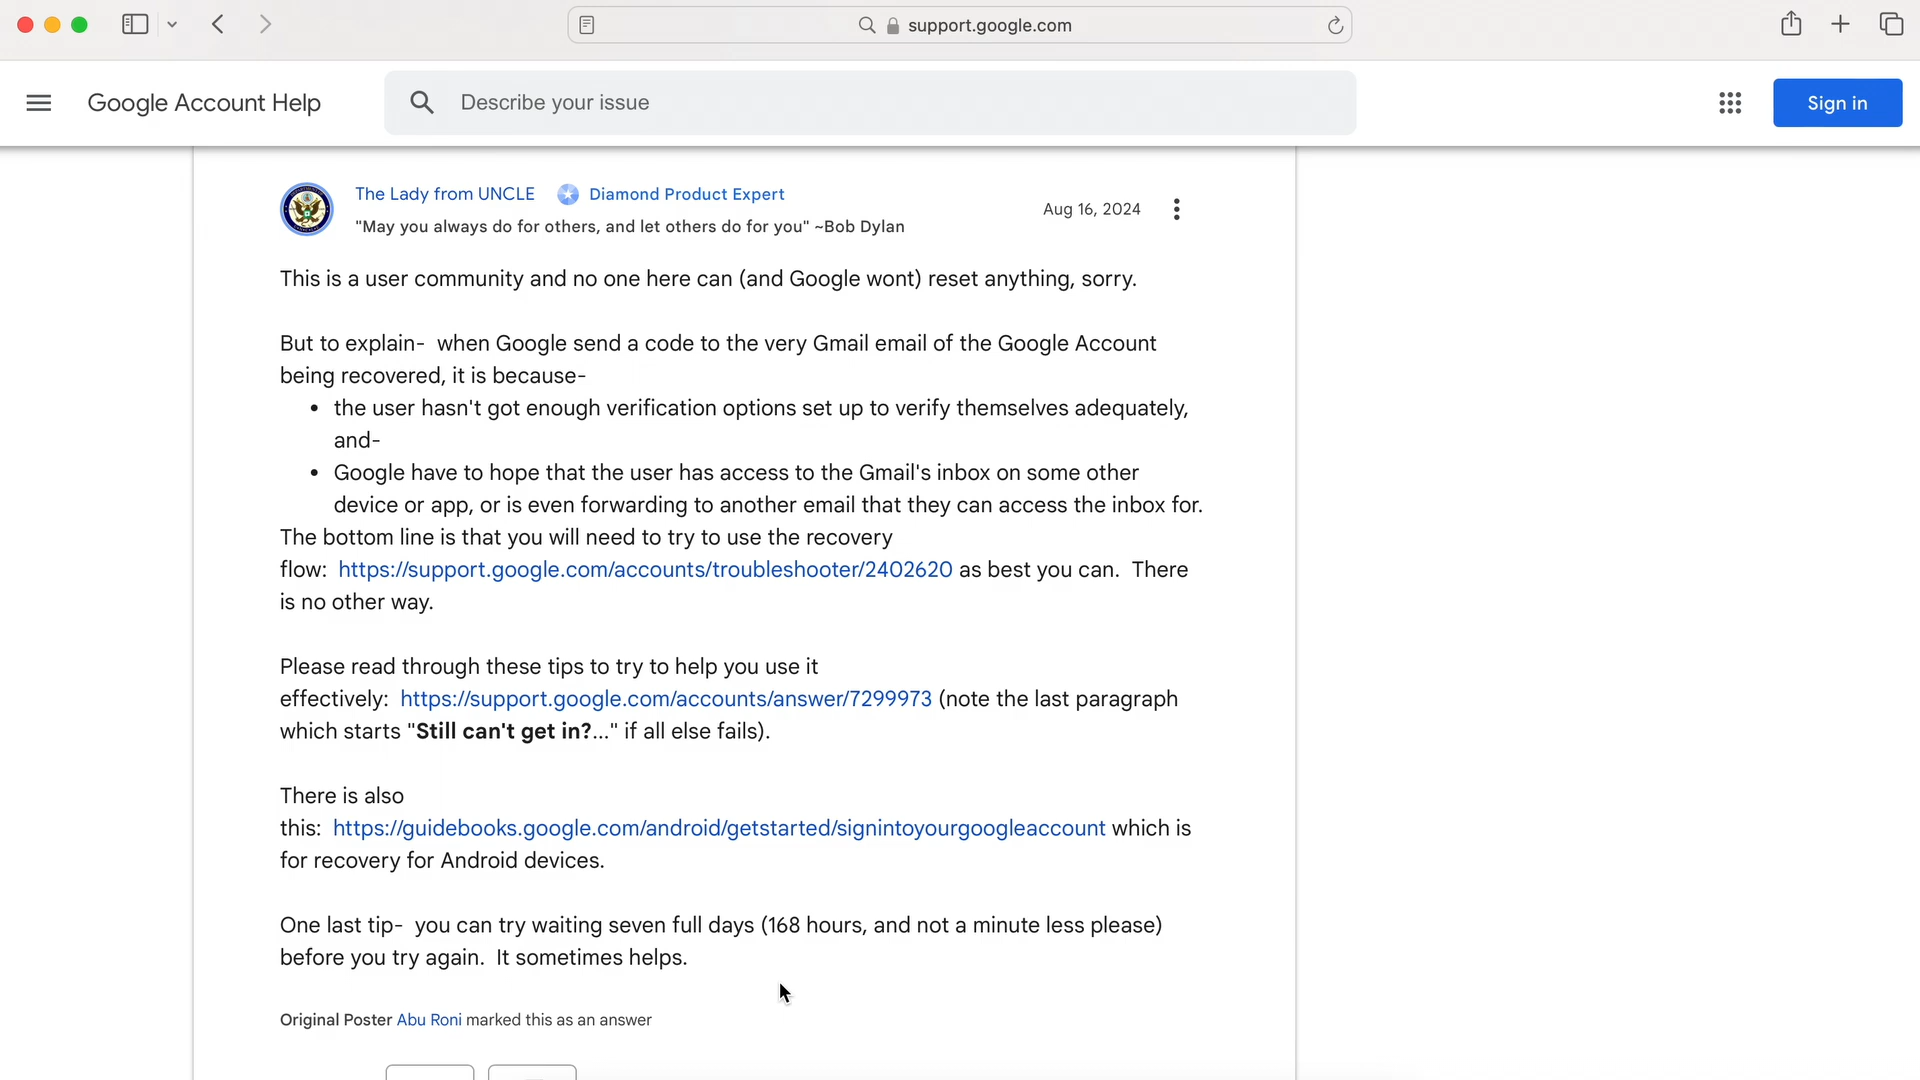 support.google.com
Google Account Help
Describe your issue
Sign in
The Lady from UNCLE Diamond Product Expert
"May you always do for others, and let others do for you" ~Bob Dylan
Aug 16, 2024
This is a user community and no one here can (and Google wont) reset anything, sorry.
But to explain-  when Google send a code to the very Gmail email of the Google Account
being recovered, it is because-
• the user hasn't got enough verification options set up to verify themselves adequately,
and-
• Google have to hope that the user has access to the Gmail's inbox on some other
device or app, or is even forwarding to another email that they can access the inbox for.
The bottom line is that you will need to try to use the recovery
flow:  https://support.google.com/accounts/troubleshooter/2402620 as best you can.  There
is no other way.
Please read through these tips to try to help you use it
effectively:  https://support.google.com/accounts/answer/7299973 (note the last paragraph
which starts "Still can't get in?..." if all else fails).
There is also
this:  https://guidebooks.google.com/android/getstarted/signintoyourgoogleaccount which is
for recovery for Android devices.
One last tip-  you can try waiting seven full days (168 hours, and not a minute less please)
before you try again.  It sometimes helps.
Original Poster Abu Roni marked this as an answer